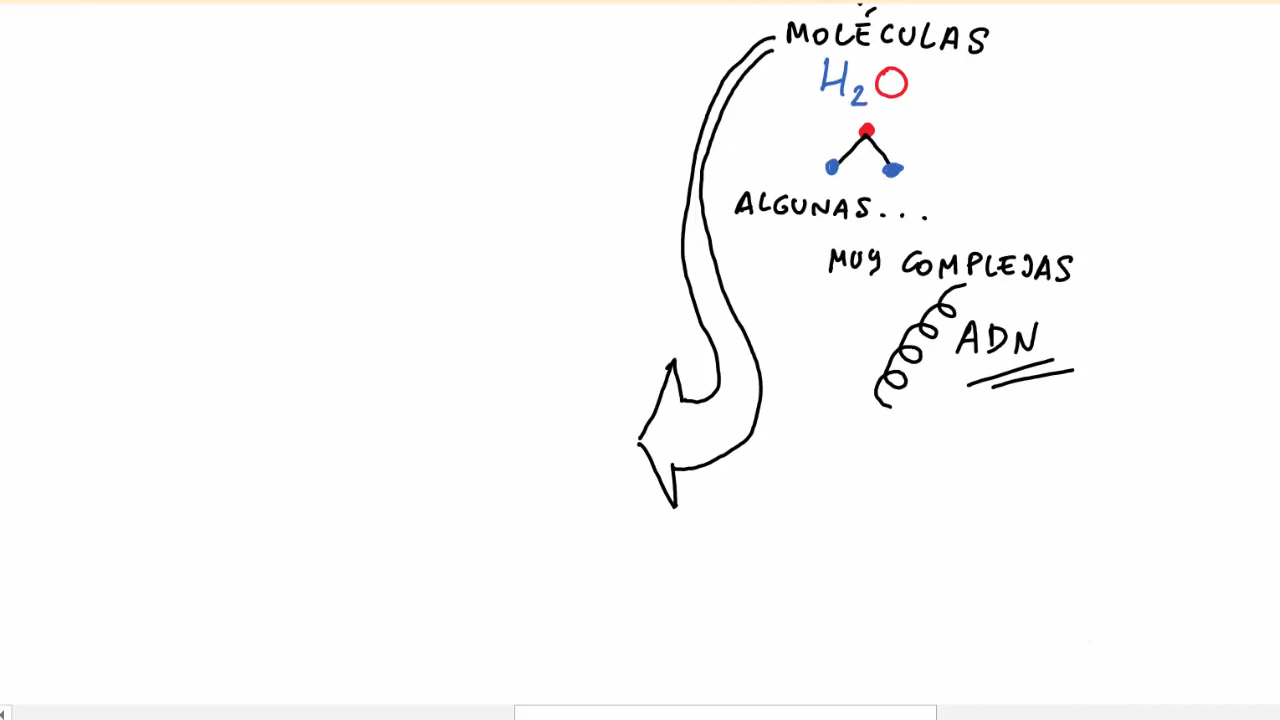 MOLÉCULAS
H₂O
ALGUNAS...
MUY COMPLEJAS
ADN